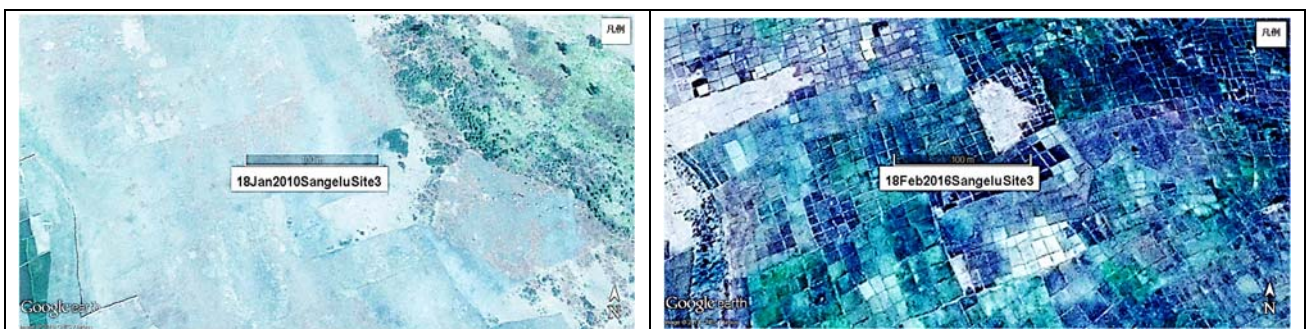 凡例
100 m
18Jan2010SangeluSite3
Google earth
N
凡例
100 m
18Feb2016SangeluSite3
Google earth
N